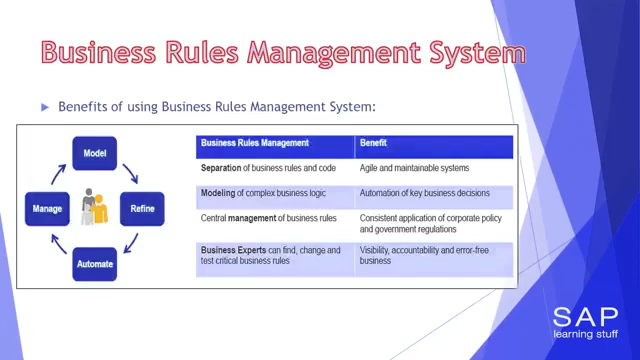 Business Rules Management System
Benefits of using Business Rules Management System:
Model
Manage
Refine
Automate
Business Rules Management Benefit
Separation of business rules and code Agile and maintainable systems
Modeling of complex business logic Automation of key business decisions
Central management of business rules Consistent application of corporate policy
and government regulations
Business Experts can find, change and Visibility, accountability and error-free
test critical business rules business
SAP
learning stuff